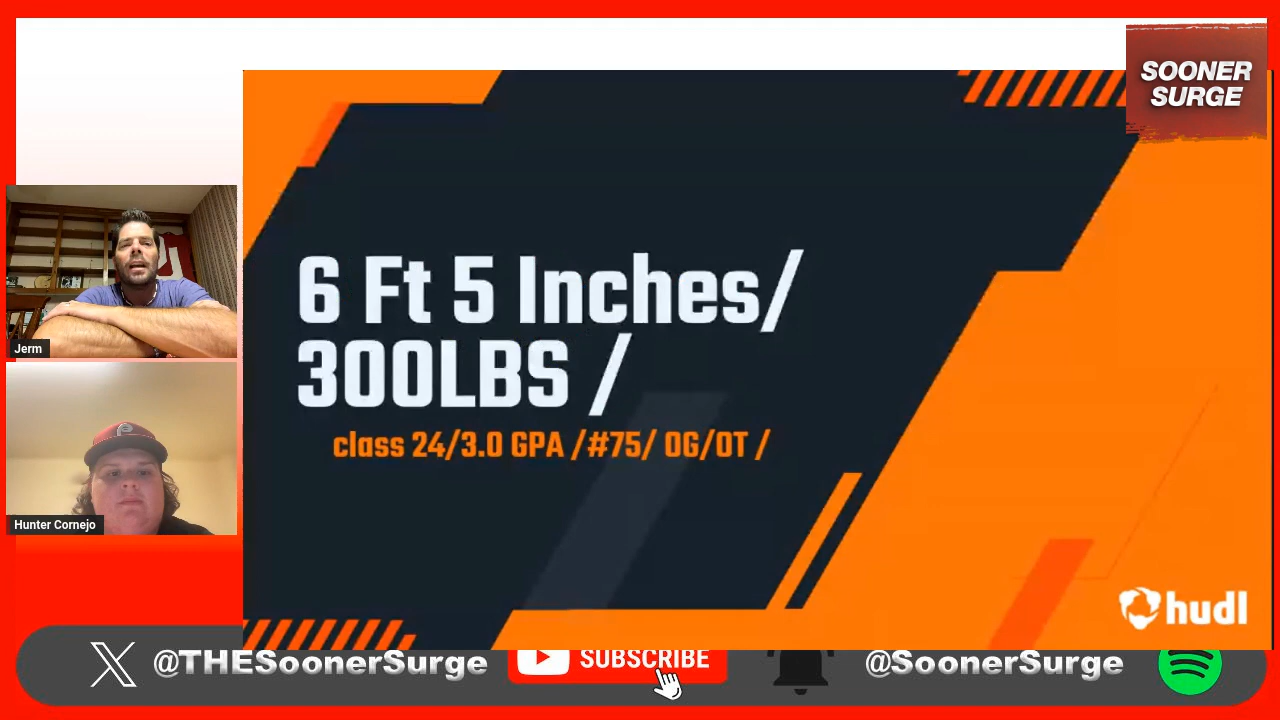 SOONER
SURGE
6 Ft 5 Inches/
300LBS /
class 24/3.0 GPA /#75/ OG/OT /
Jerm
Hunter Cornejo
hudl
@THESoonerSurge
SUBSCRIBE
@SoonerSurge